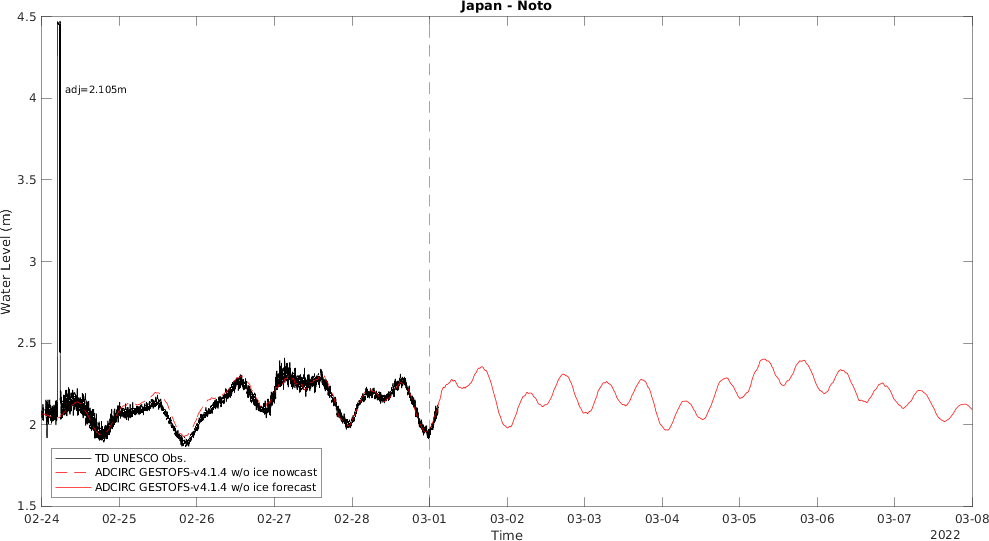 Japan - Noto
4.5
adj=2.105m
4
3.5
3
2.5
2
1.5
Water Level (m)
TD UNESCO Obs.
ADCIRC GESTOFS-v4.1.4 w/o ice nowcast
ADCIRC GESTOFS-v4.1.4 w/o ice forecast
02-24 02-25 02-26 02-27 02-28 03-01 03-02 03-03 03-04 03-05 03-06 03-07 03-08
Time
2022